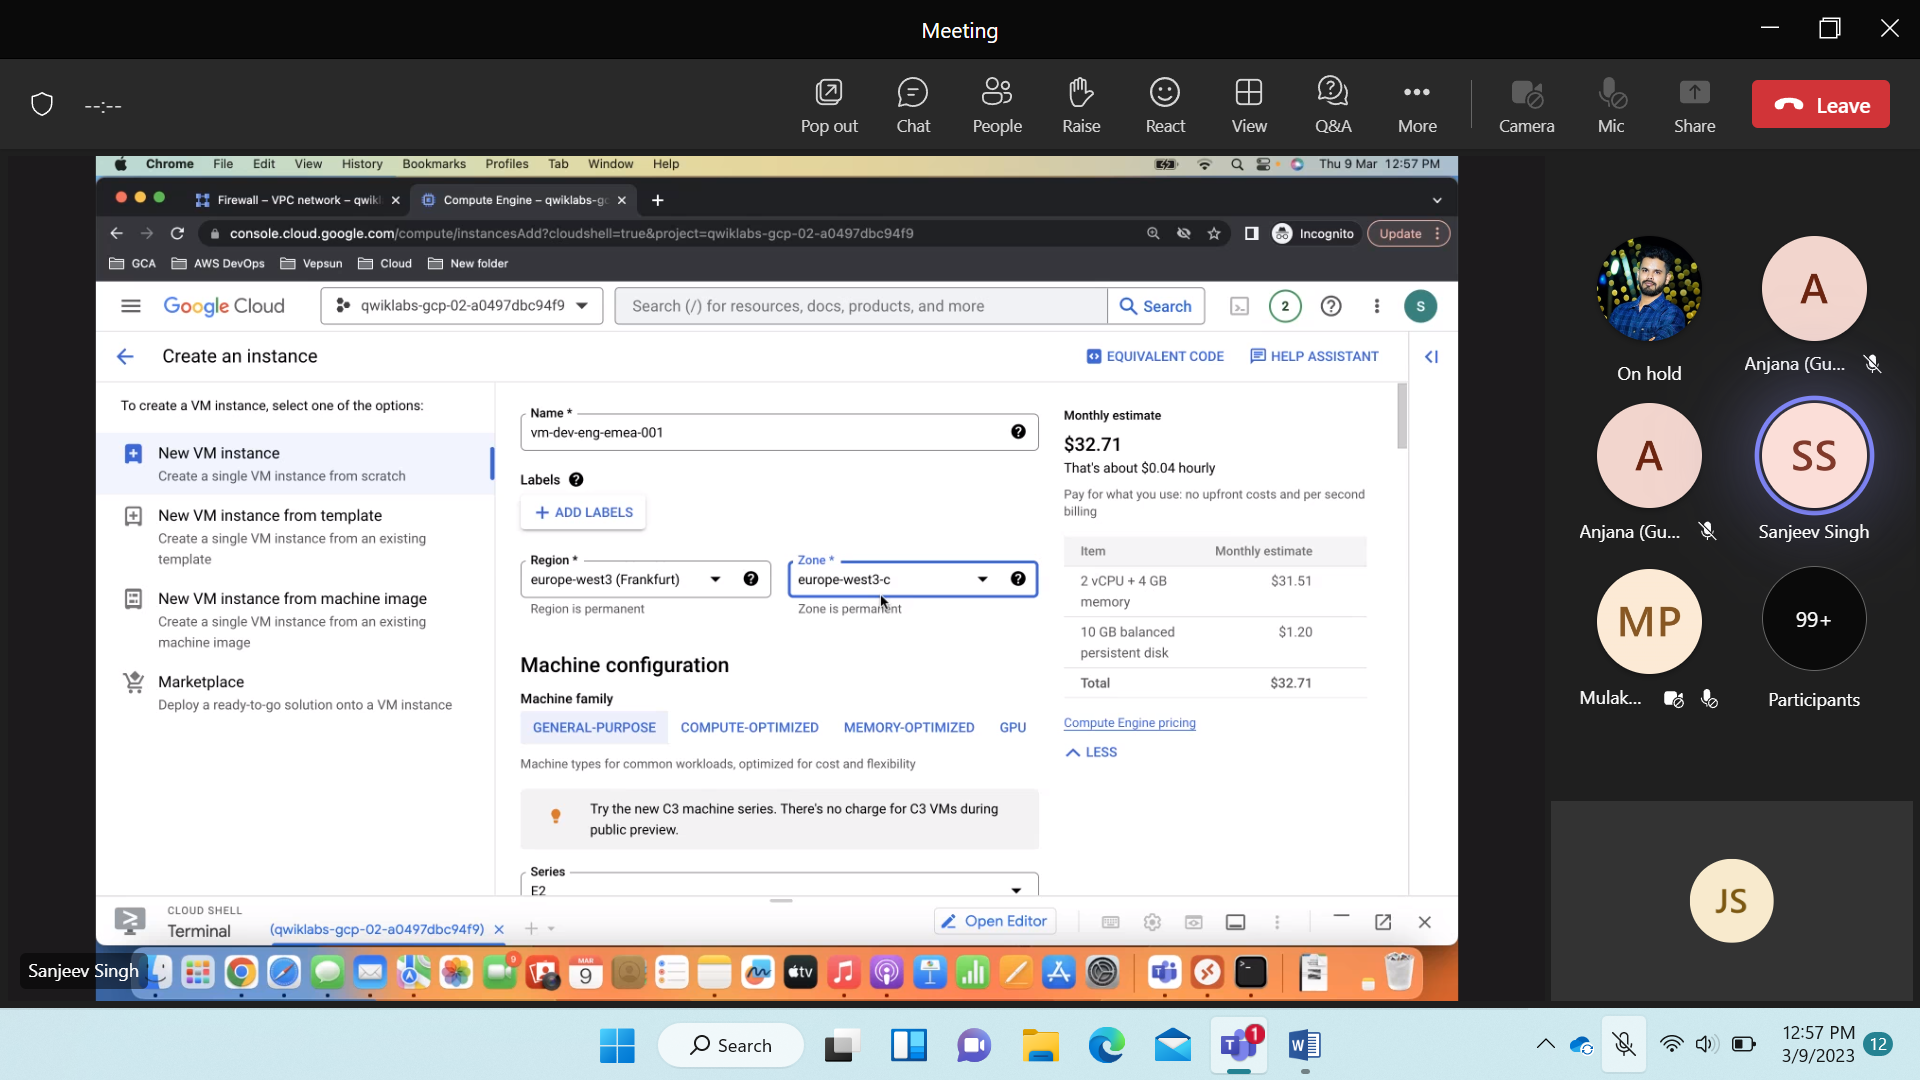 Meeting
--:--
Pop out
Chat
People
Raise
React
View
Q&A
More
Camera
Mic
Share
Leave
Chrome File Edit View History Bookmarks Profiles Tab Window Help
Thu 9 Mar 12:57 PM
Firewall – VPC network – qwikl
Compute Engine – qwiklabs-gc
console.cloud.google.com/compute/instancesAdd?cloudshell=true&project=qwiklabs-gcp-02-a0497dbc94f9
Incognito
Update
GCA
AWS DevOps
Vepsun
Cloud
New folder
Google Cloud
qwiklabs-gcp-02-a0497dbc94f9
Search (/) for resources, docs, products, and more
Search
2
S
Create an instance
EQUIVALENT CODE
HELP ASSISTANT
To create a VM instance, select one of the options:
New VM instance
Create a single VM instance from scratch
New VM instance from template
Create a single VM instance from an existing
template
New VM instance from machine image
Create a single VM instance from an existing
machine image
Marketplace
Deploy a ready-to-go solution onto a VM instance
Name *
vm-dev-eng-emea-001
Labels
+ ADD LABELS
Region *
europe-west3 (Frankfurt)
Region is permanent
Zone *
europe-west3-c
Zone is permanent
Machine configuration
Machine family
GENERAL-PURPOSE
COMPUTE-OPTIMIZED
MEMORY-OPTIMIZED
GPU
Machine types for common workloads, optimized for cost and flexibility
Try the new C3 machine series. There's no charge for C3 VMs during
public preview.
Series
E2
Monthly estimate
$32.71
That's about $0.04 hourly
Pay for what you use: no upfront costs and per second
billing
Item Monthly estimate
2 vCPU + 4 GB $31.51
memory
10 GB balanced $1.20
persistent disk
Total $32.71
Compute Engine pricing
LESS
CLOUD SHELL
Terminal
(qwiklabs-gcp-02-a0497dbc94f9)
Open Editor
9
MAR
9
tv
Sanjeev Singh
On hold
A
Anjana (Gu...
A
Anjana (Gu...
SS
Sanjeev Singh
MP
Mulak...
99+
Participants
JS
Search
1
12:57 PM
3/9/2023
12